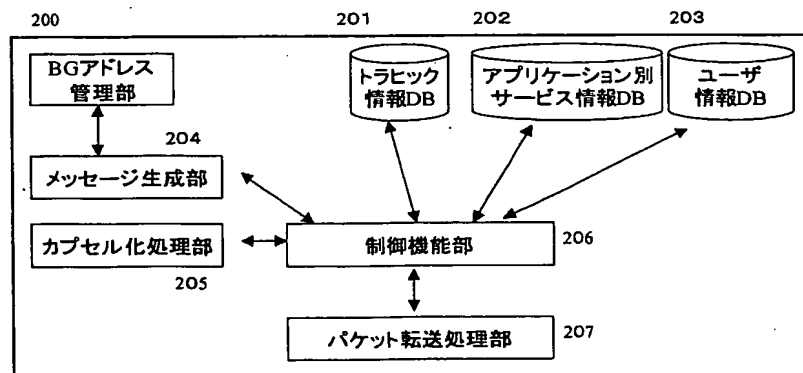 200
201
202
203
BGアドレス
管理部
トラヒック
情報DB
アプリケーション別
サービス情報DB
ユーザ
情報DB
204
メッセージ生成部
カプセル化処理部
205
制御機能部
206
パケット転送処理部
207